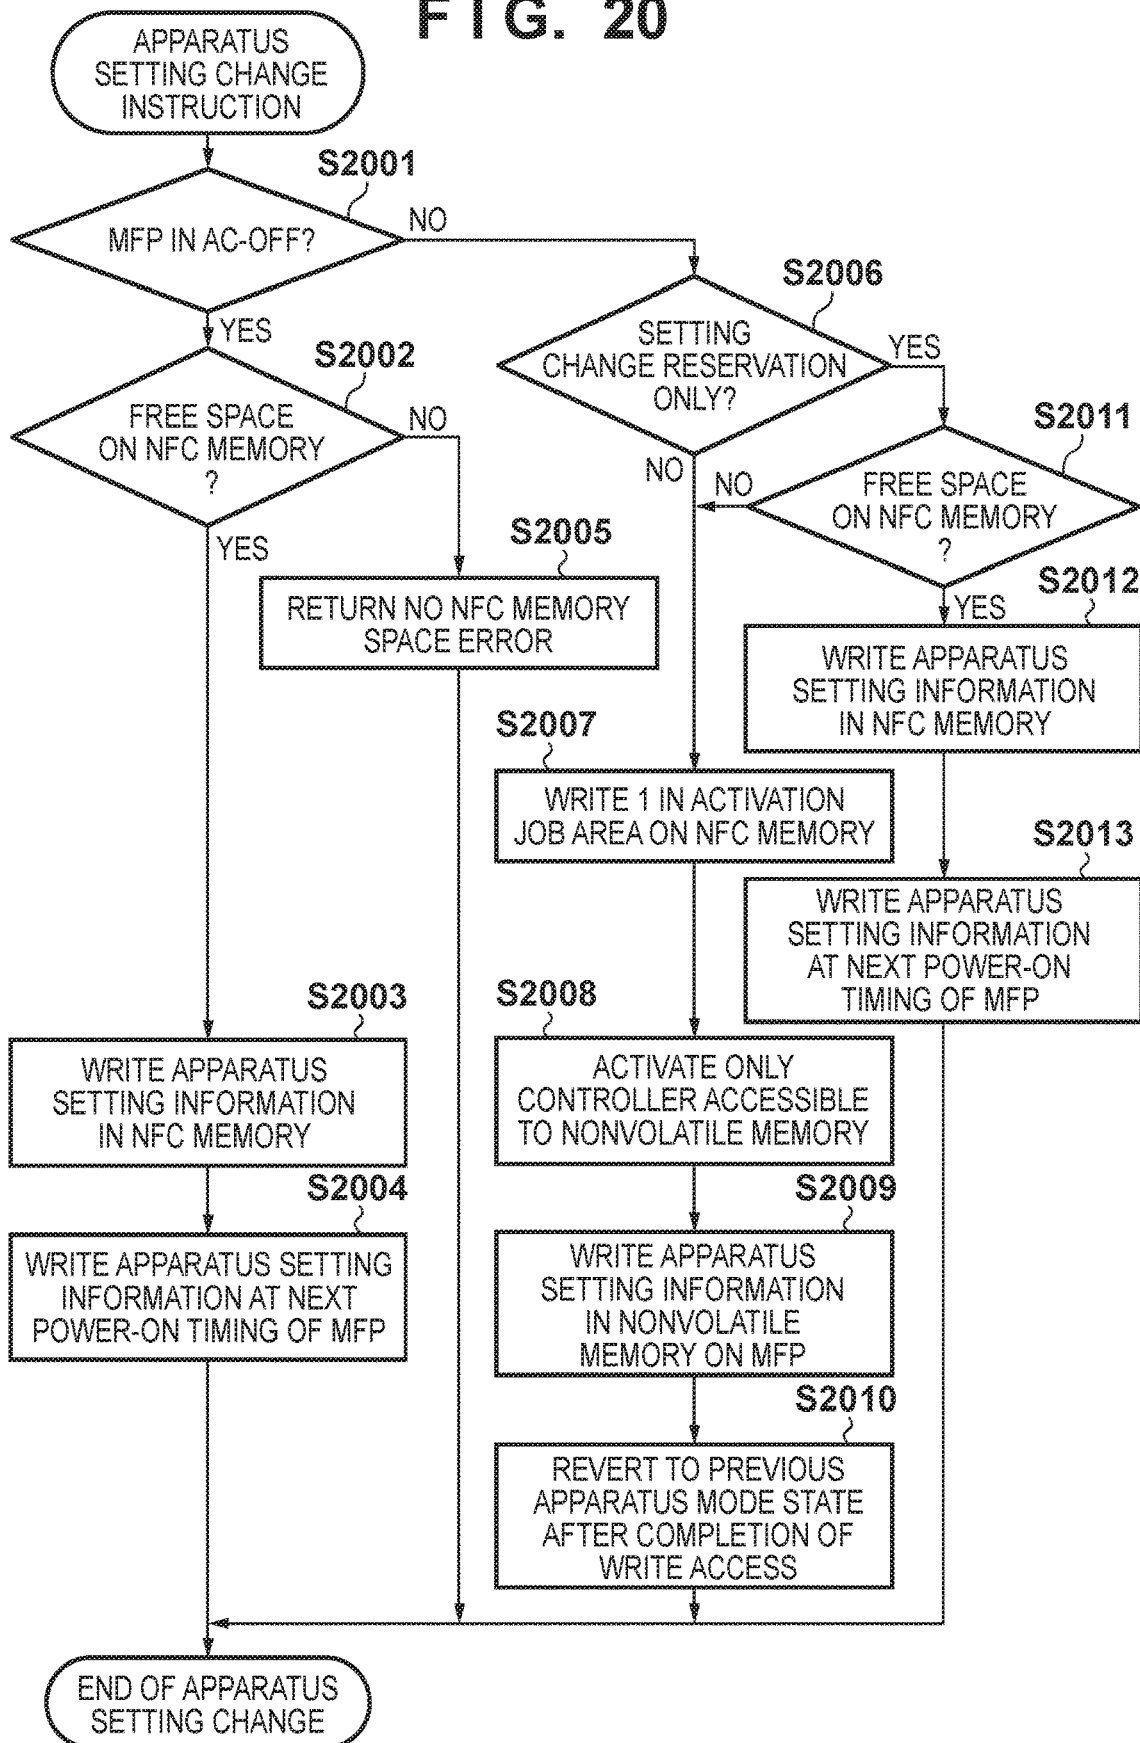 FIG. 20
APPARATUS
SETTING CHANGE
INSTRUCTION
S2001
MFP IN AC-OFF?
NO
YES
S2006
SETTING
CHANGE RESERVATION
ONLY?
YES
NO
S2002
FREE SPACE
ON NFC MEMORY
?
NO
YES
S2011
FREE SPACE
ON NFC MEMORY
?
NO
YES
S2005
RETURN NO NFC MEMORY
SPACE ERROR
S2012
WRITE APPARATUS
SETTING INFORMATION
IN NFC MEMORY
S2007
WRITE 1 IN ACTIVATION
JOB AREA ON NFC MEMORY
S2013
WRITE APPARATUS
SETTING INFORMATION
AT NEXT POWER-ON
TIMING OF MFP
S2003
WRITE APPARATUS
SETTING INFORMATION
IN NFC MEMORY
S2008
ACTIVATE ONLY
CONTROLLER ACCESSIBLE
TO NONVOLATILE MEMORY
S2004
WRITE APPARATUS SETTING
INFORMATION AT NEXT
POWER-ON TIMING OF MFP
S2009
WRITE APPARATUS
SETTING INFORMATION
IN NONVOLATILE
MEMORY ON MFP
S2010
REVERT TO PREVIOUS
APPARATUS MODE STATE
AFTER COMPLETION OF
WRITE ACCESS
END OF APPARATUS
SETTING CHANGE